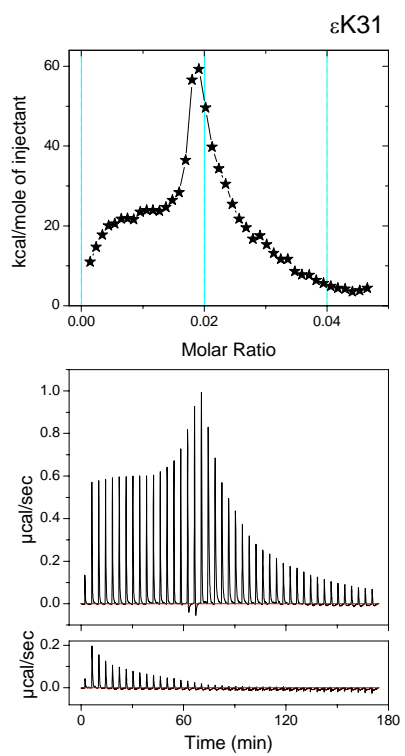 εK31
60
40
20
0
kcal/mole of injectant
0.00 0.02 0.04
Molar Ratio
1.0
0.8
0.6
0.4
0.2
0.0
µcal/sec
0.2
0.0
µcal/sec
0 60 120 180
Time (min)